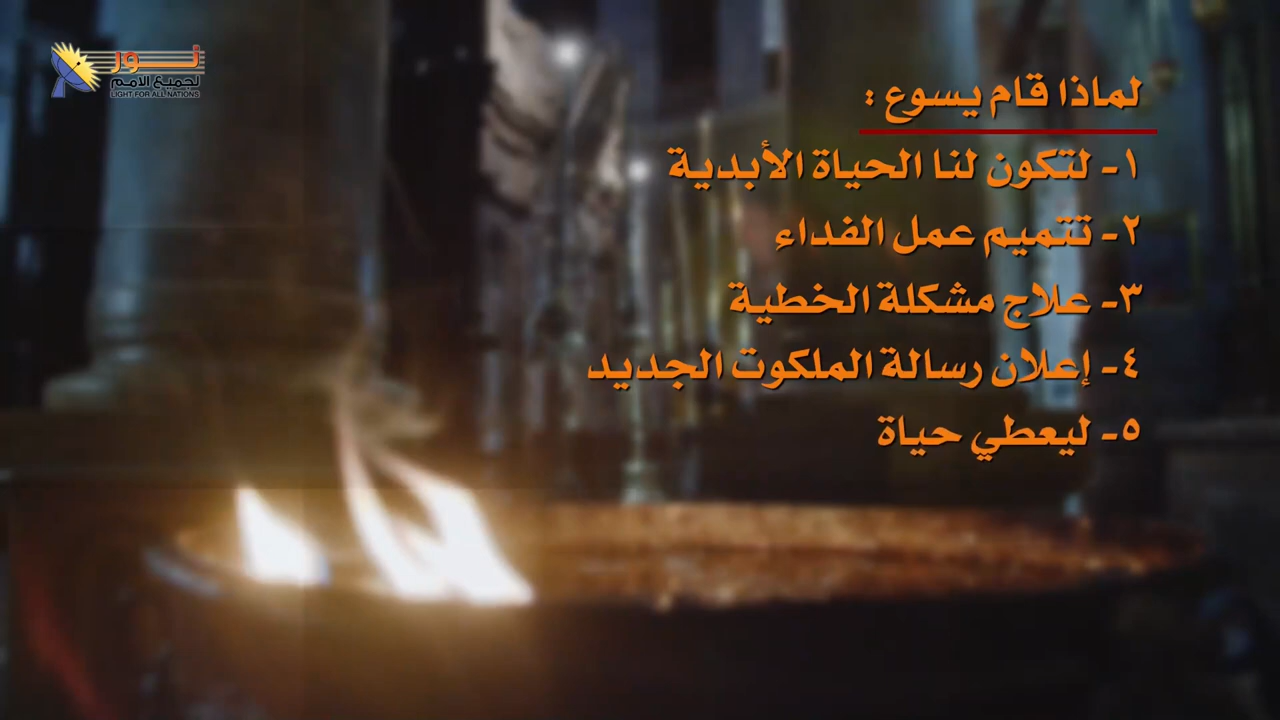 نور
لجميع الأمم
LIGHT FOR ALL NATIONS
لماذا قام يسوع :
١- لتكون لنا الحياة الأبدية
٢- تتميم عمل الفداء
٣- علاج مشكلة الخطية
٤- إعلان رسالة الملكوت الجديد
٥- ليعطي حياة